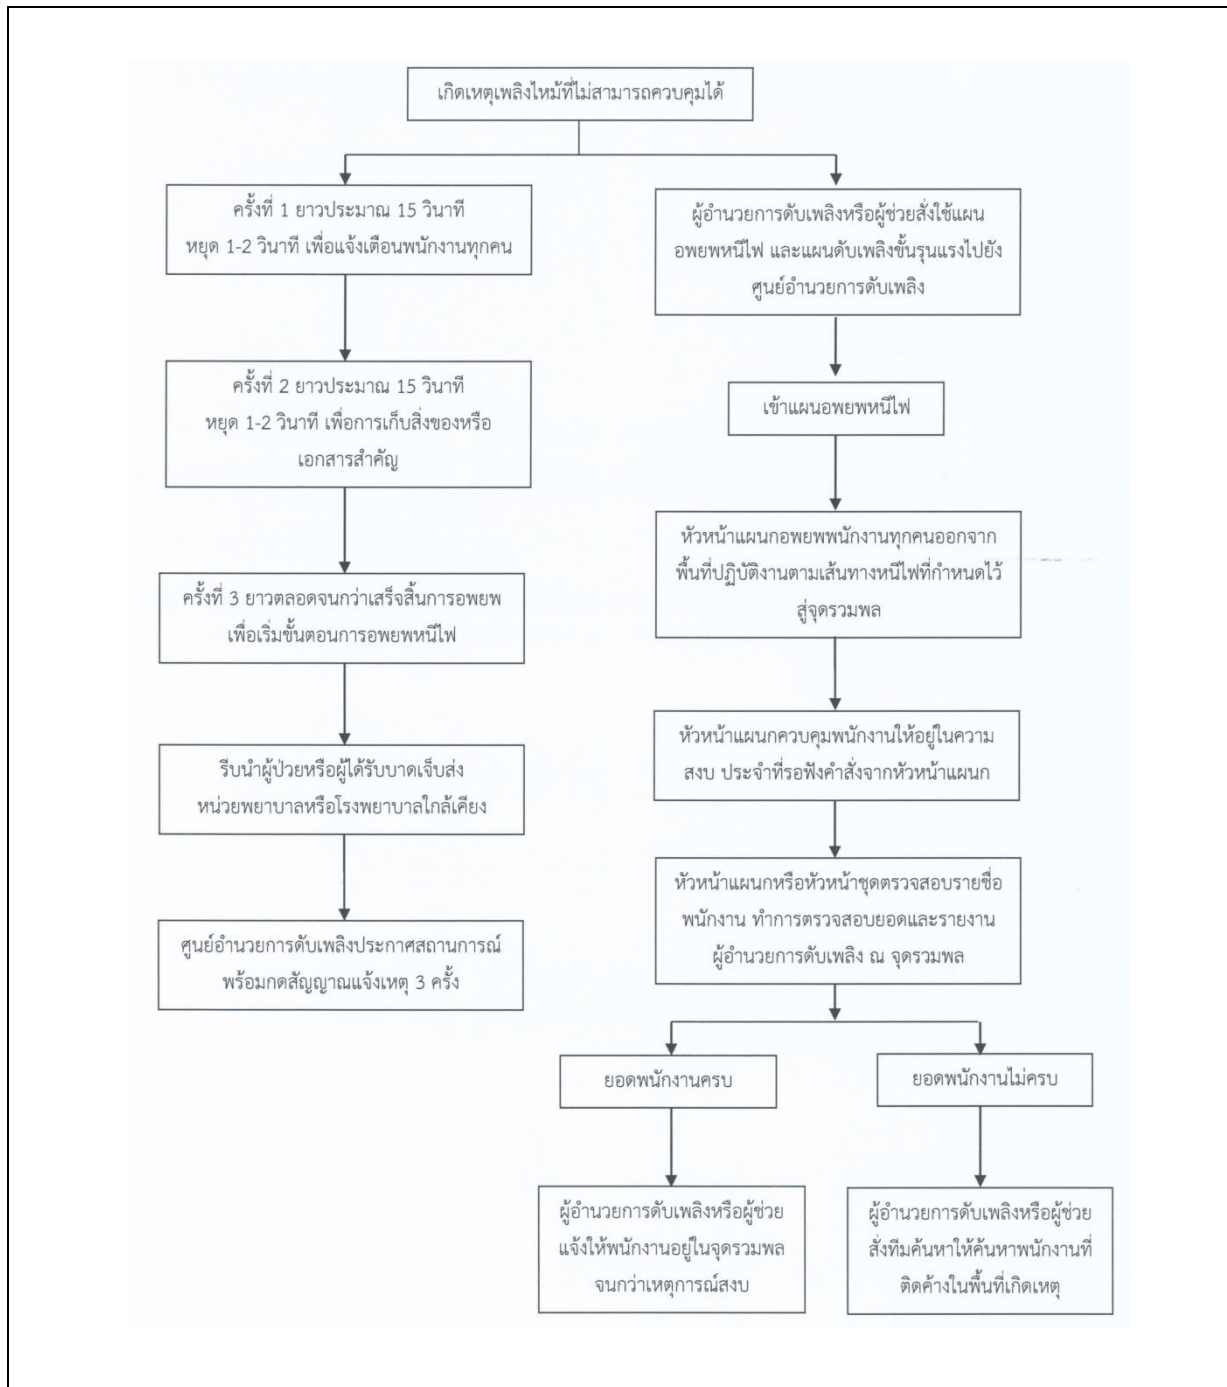 เกิดเหตุเพลิงไหม้ที่ไม่สามารถควบคุมได้
ครั้งที่ 1 ยาวประมาณ 15 วินาที
หยุด 1-2 วินาที เพื่อแจ้งเตือนพนักงานทุกคน
ครั้งที่ 2 ยาวประมาณ 15 วินาที
หยุด 1-2 วินาที เพื่อการเก็บสิ่งของหรือ
เอกสารสำคัญ
ครั้งที่ 3 ยาวตลอดจนกว่าเสร็จสิ้นการอพยพ
เพื่อเริ่มขั้นตอนการอพยพหนีไฟ
รีบนำผู้ป่วยหรือผู้ได้รับบาดเจ็บส่ง
หน่วยพยาบาลหรือโรงพยาบาลใกล้เคียง
ศูนย์อำนวยการดับเพลิงประกาศสถานการณ์
พร้อมกดสัญญาณแจ้งเหตุ 3 ครั้ง
ผู้อำนวยการดับเพลิงหรือผู้ช่วยสั่งใช้แผน
อพยพหนีไฟ และแผนดับเพลิงขั้นรุนแรงไปยัง
ศูนย์อำนวยการดับเพลิง
เข้าแผนอพยพหนีไฟ
หัวหน้าแผนกอพยพพนักงานทุกคนออกจาก
พื้นที่ปฏิบัติงานตามเส้นทางหนีไฟที่กำหนดไว้
สู่จุดรวมพล
หัวหน้าแผนกควบคุมพนักงานให้อยู่ในความ
สงบ ประจำที่รอฟังคำสั่งจากหัวหน้าแผนก
หัวหน้าแผนกหรือหัวหน้าชุดตรวจสอบรายชื่อ
พนักงาน ทำการตรวจสอบยอดและรายงาน
ผู้อำนวยการดับเพลิง ณ จุดรวมพล
ยอดพนักงานครบ
ผู้อำนวยการดับเพลิงหรือผู้ช่วย
แจ้งให้พนักงานอยู่ในจุดรวมพล
จนกว่าเหตุการณ์สงบ
ยอดพนักงานไม่ครบ
ผู้อำนวยการดับเพลิงหรือผู้ช่วย
สั่งทีมค้นหาให้ค้นหาพนักงานที่
ติดค้างในพื้นที่เกิดเหตุ